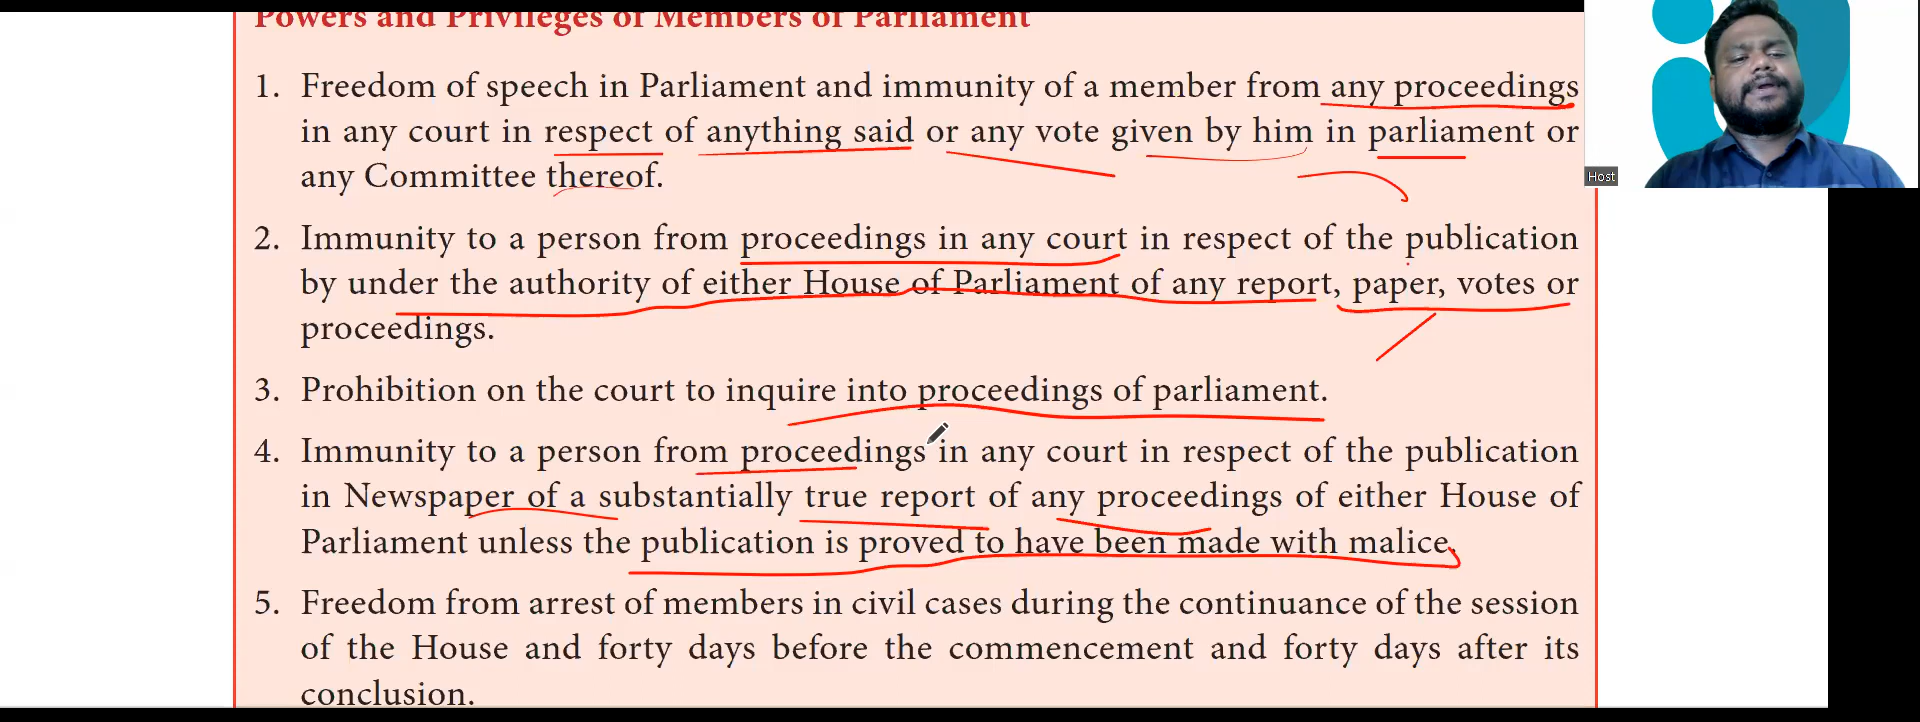 Powers and Privileges of Members of Parliament
1. Freedom of speech in Parliament and immunity of a member from any proceedings
in any court in respect of anything said or any vote given by him in parliament or
any Committee thereof.
2. Immunity to a person from proceedings in any court in respect of the publication
by under the authority of either House of Parliament of any report, paper, votes or
proceedings.
3. Prohibition on the court to inquire into proceedings of parliament.
4. Immunity to a person from proceedings in any court in respect of the publication
in Newspaper of a substantially true report of any proceedings of either House of
Parliament unless the publication is proved to have been made with malice.
5. Freedom from arrest of members in civil cases during the continuance of the session
of the House and forty days before the commencement and forty days after its
conclusion.
Host